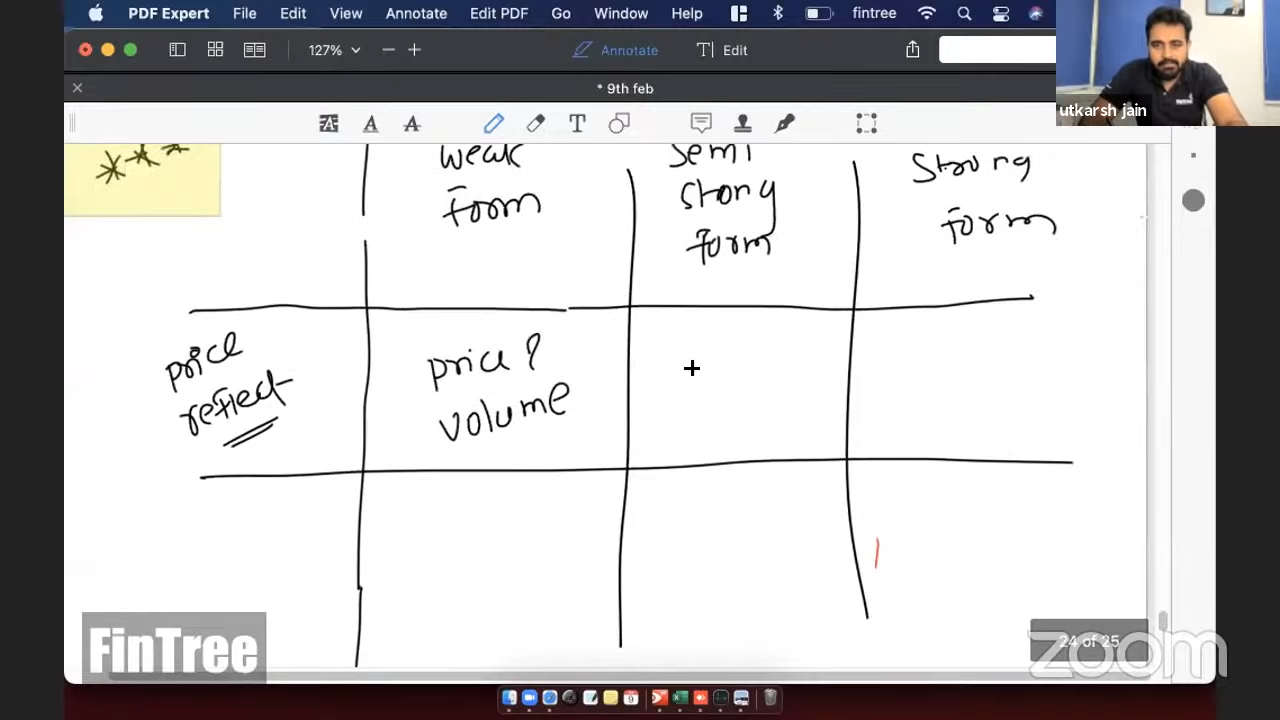 PDF Expert File Edit View Annotate Edit PDF Go Window Help fintree
127% Annotate T Edit
* 9th feb
utkarsh jain
***
weak form
semi strong form
strong form
price reflect
price &
volume
FinTree
24 of 25
zoom